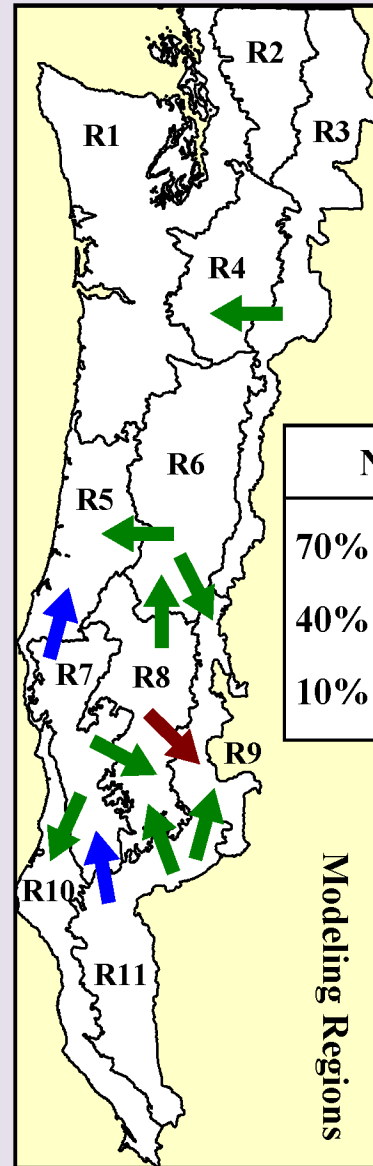 R2
R1
R3
R4
R6
R5
N
70%
40%
R7
R8
10%
R9
R10
R11
Modeling Regions